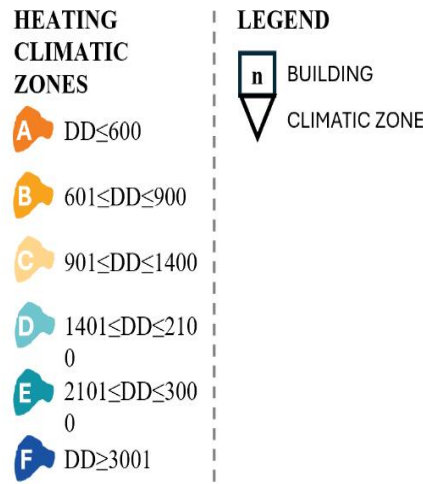 HEATING
CLIMATIC
ZONES
A DD≤600
B 601≤DD≤900
C 901≤DD≤1400
D 1401≤DD≤210
0
E 2101≤DD≤300
0
F DD≥3001
LEGEND
n BUILDING
CLIMATIC ZONE